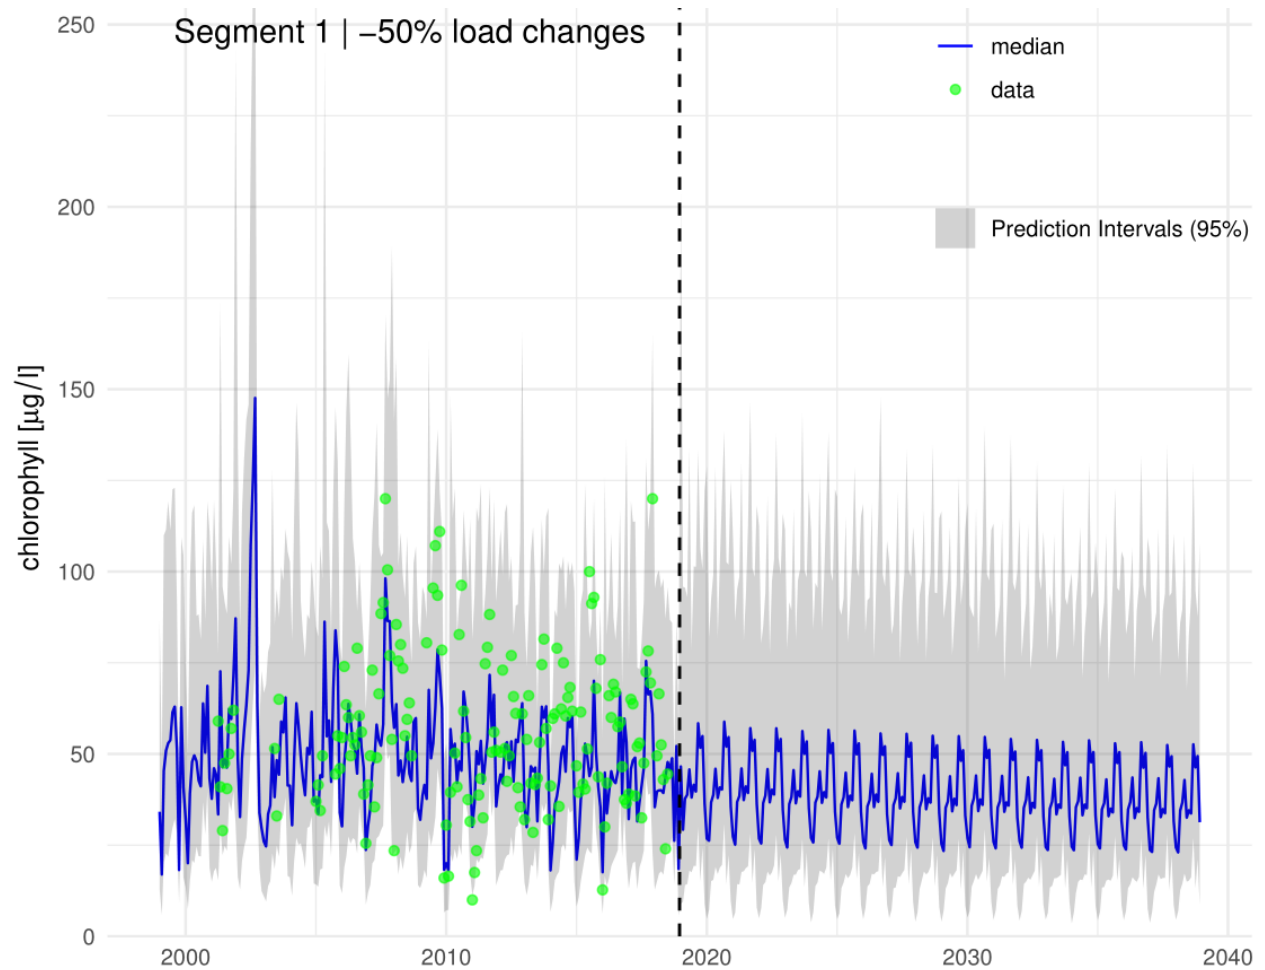 Segment 1 | −50% load changes
median
data
Prediction Intervals (95%)
chlorophyll [μg/l]
250
200
150
100
50
0
2000
2010
2020
2030
2040